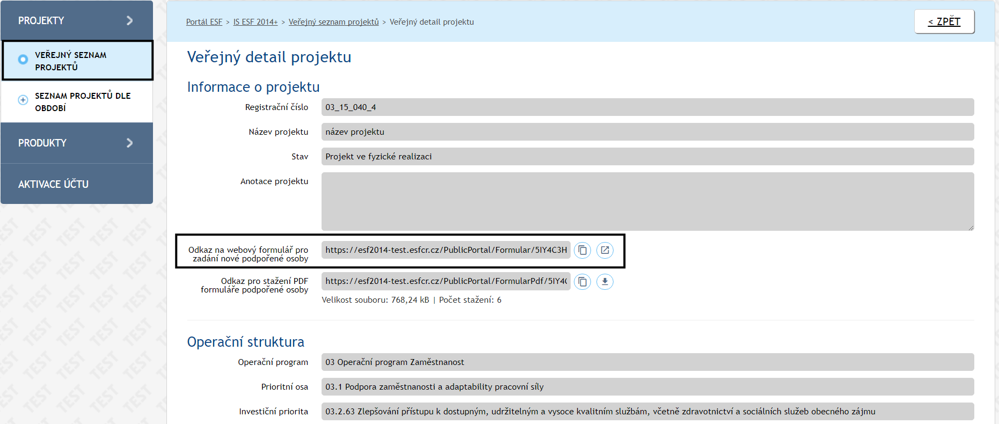 PROJEKTY
VEŘEJNÝ SEZNAM
PROJEKTŮ
SEZNAM PROJEKTŮ DLE
OBDOBÍ
PRODUKTY
AKTIVACE ÚČTU
Portál ESF > IS ESF 2014+ > Veřejný seznam projektů > Veřejný detail projektu
< ZPĚT
Veřejný detail projektu
Informace o projektu
Registrační číslo 03_15_040_4
Název projektu název projektu
Stav Projekt ve fyzické realizaci
Anotace projektu
Odkaz na webový formulář pro
zadání nové podpořené osoby
https://esf2014-test.esfcr.cz/PublicPortal/Formular/5IY4C3H
Odkaz pro stažení PDF
formuláře podpořené osoby
https://esf2014-test.esfcr.cz/PublicPortal/FormularPdf/5IY4C
Velikost souboru: 768,24 kB | Počet stažení: 6
Operační struktura
Operační program 03 Operační program Zaměstnanost
Prioritní osa 03.1 Podpora zaměstnanosti a adaptability pracovní síly
Investiční priorita 03.2.63 Zlepšování přístupu k dostupným, udržitelným a vysoce kvalitním službám, včetně zdravotnictví a sociálních služeb obecného zájmu
TEST